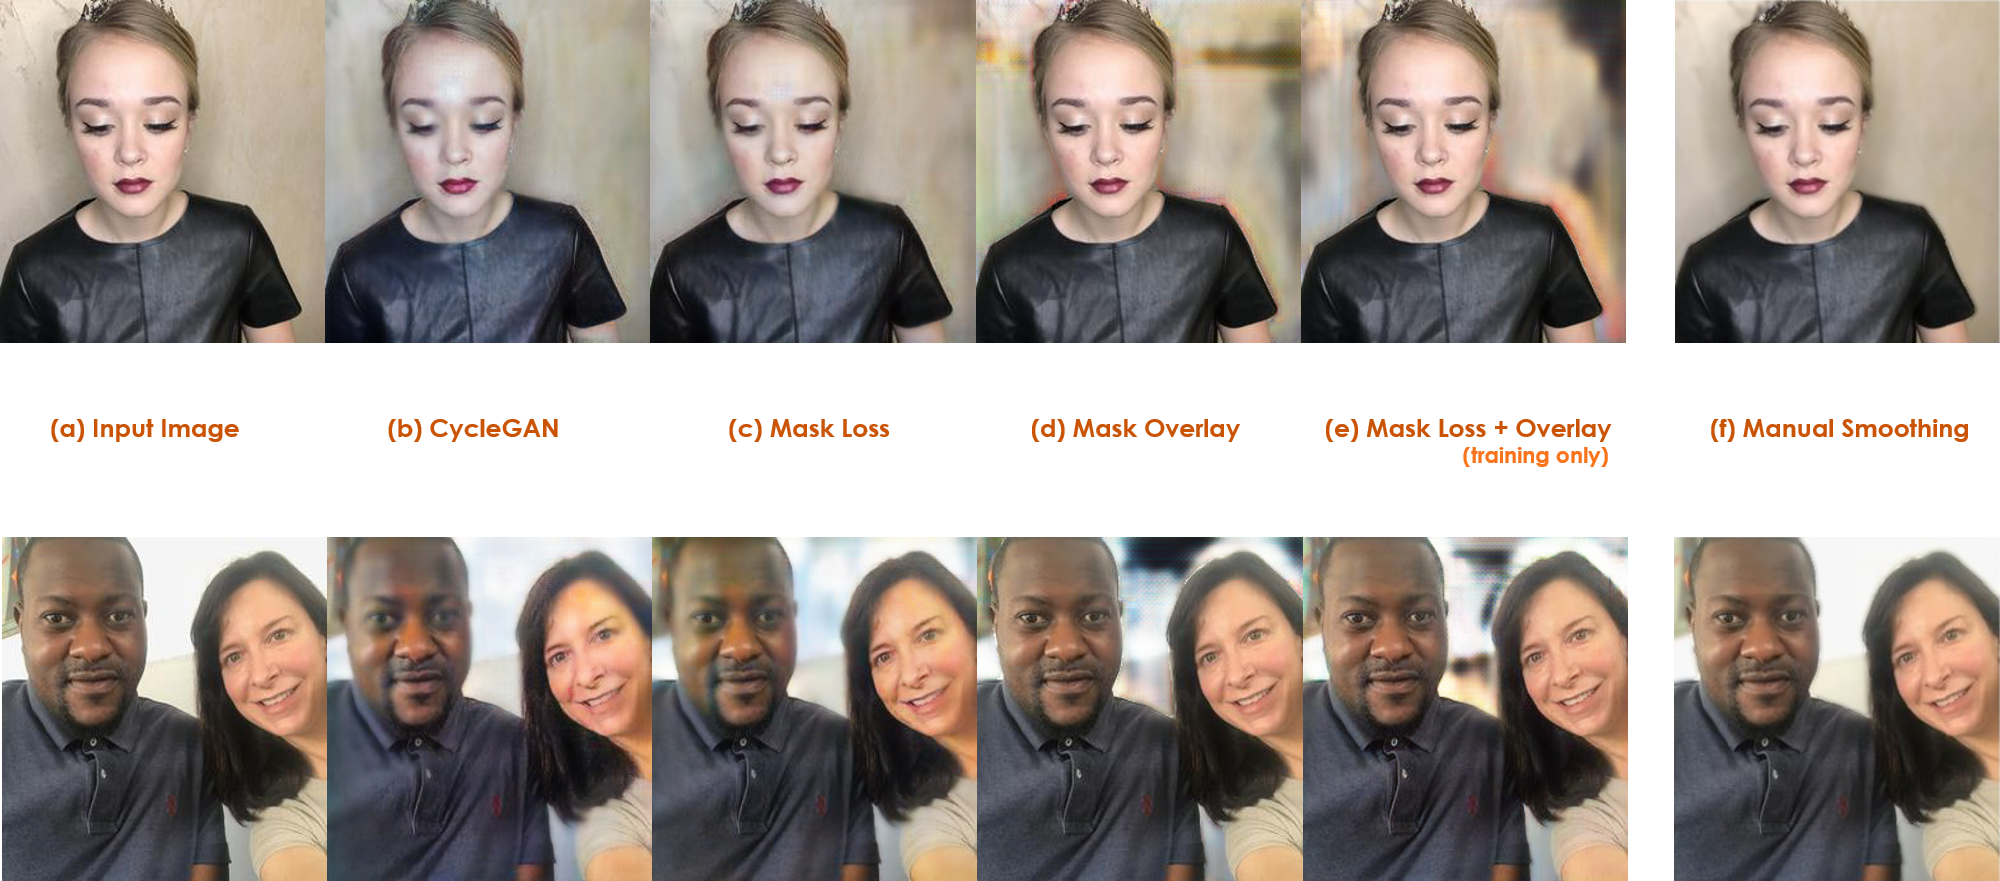 (a) Input Image
(b) CycleGAN
(c) Mask Loss
(d) Mask Overlay
(e) Mask Loss + Overlay
(training only)
(f) Manual Smoothing